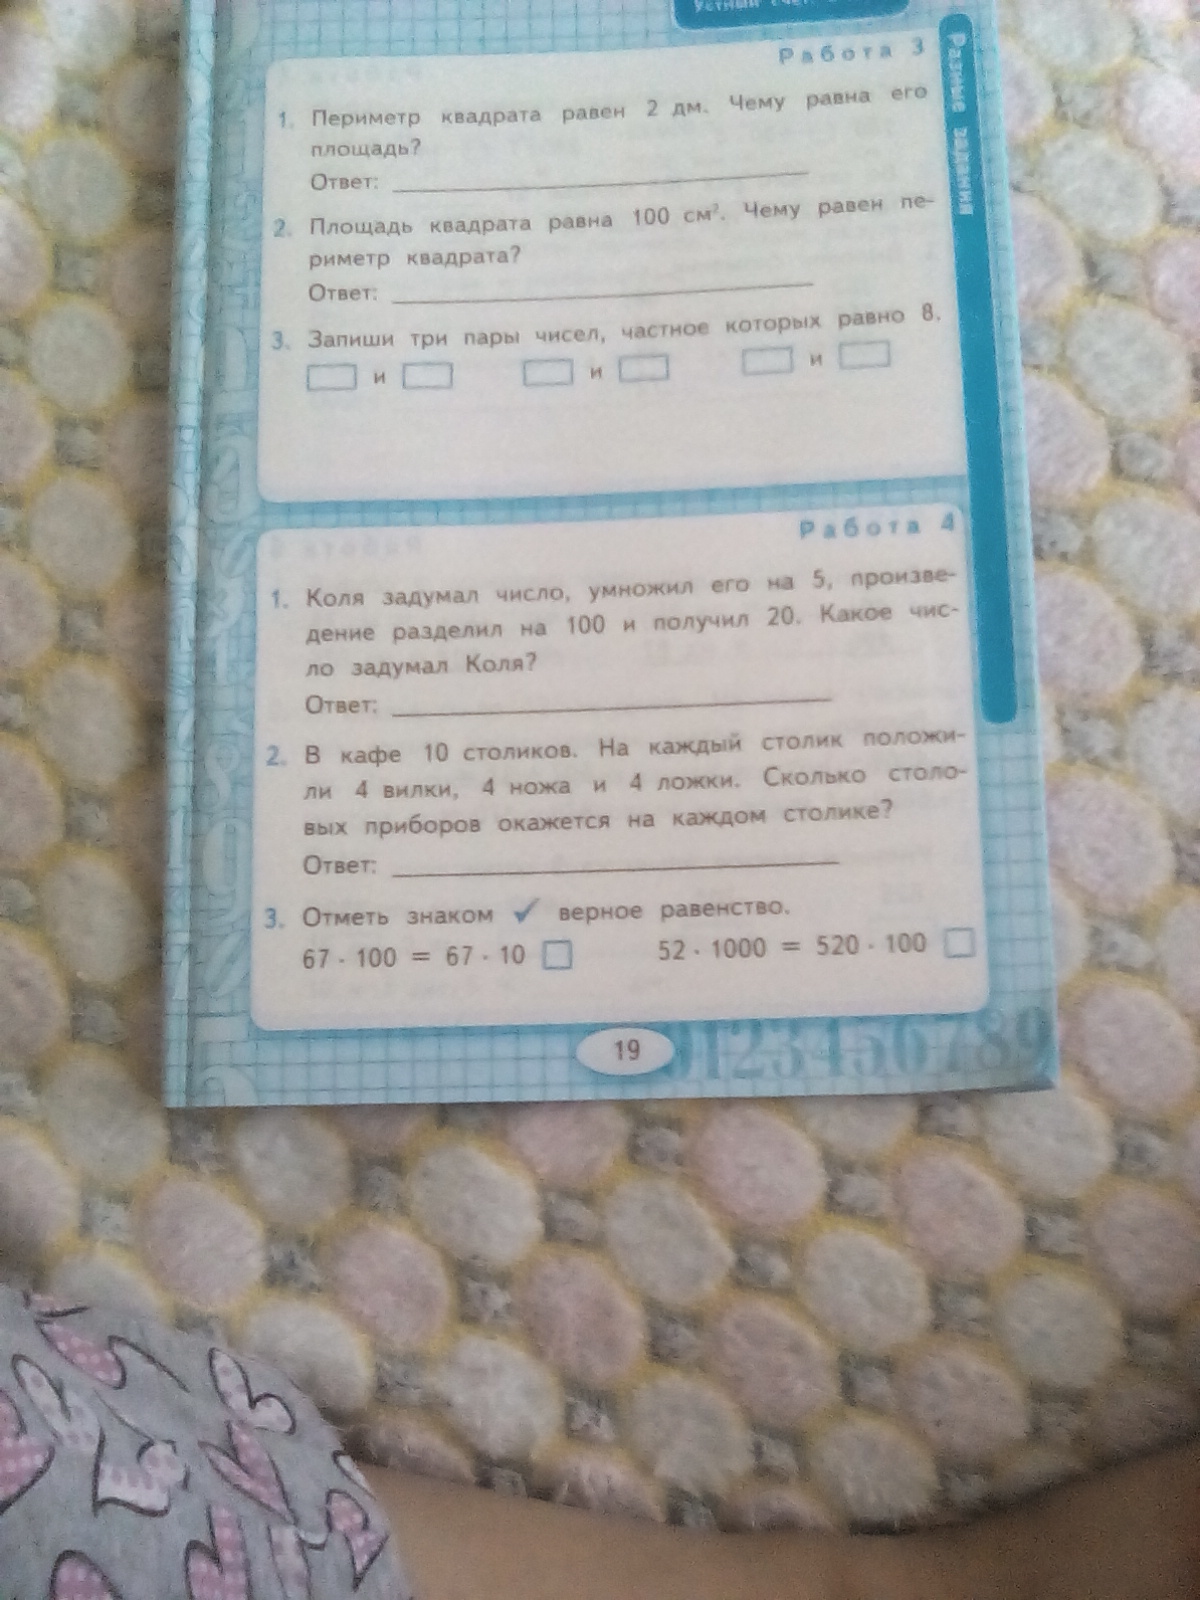 Устный счёт
Разные задания
Работа 3
1. Периметр квадрата равен 2 дм. Чему равна его
площадь?
Ответ:
2. Площадь квадрата равна 100 см². Чему равен пе-
риметр квадрата?
Ответ:
3. Запиши три пары чисел, частное которых равно 8.
и и и
Работа 4
1. Коля задумал число, умножил его на 5, произве-
дение разделил на 100 и получил 20. Какое чис-
ло задумал Коля?
Ответ:
2. В кафе 10 столиков. На каждый столик положи-
ли 4 вилки, 4 ножа и 4 ложки. Сколько столо-
вых приборов окажется на каждом столике?
Ответ:
3. Отметь знаком ✓ верное равенство.
67 · 100 = 67 · 10 52 · 1000 = 520 · 100
19
0123456789